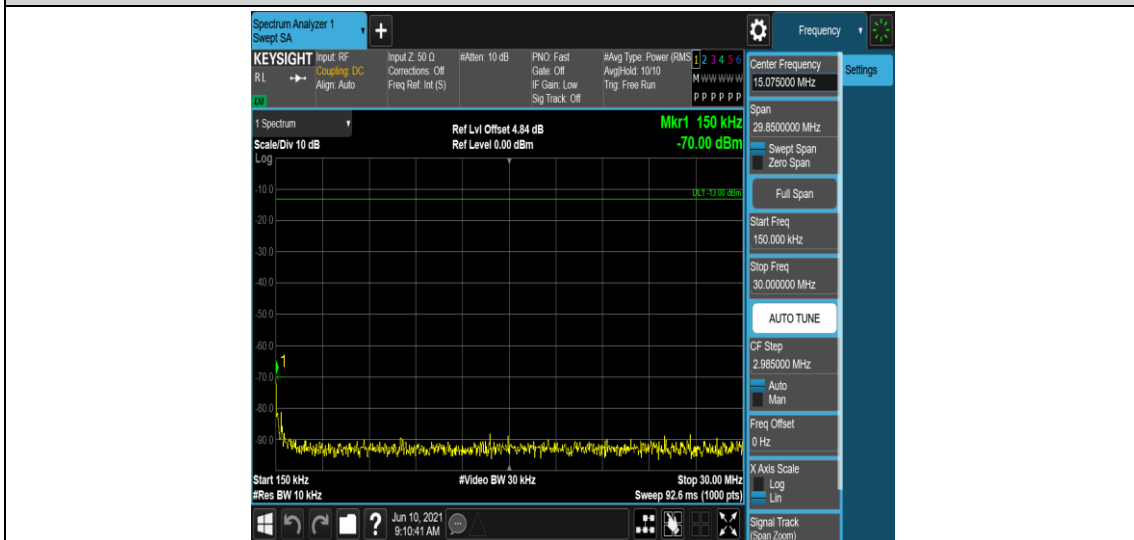 Spectrum Analyzer 1
Swept SA
+
Frequency
KEYSIGHT
RL
LXI
Input: RF
Coupling: DC
Align: Auto
Input Z: 50 Ω
Corrections: Off
Freq Ref: Int (S)
#Atten: 10 dB
PNO: Fast
Gate: Off
IF Gain: Low
Sig Track: Off
#Avg Type: Power (RMS
Avg|Hold: 10/10
Trig: Free Run
1 2 3 4 5 6
M W W W W W
P P P P P P
1 Spectrum
Scale/Div 10 dB
Log
Ref Lvl Offset 4.84 dB
Ref Level 0.00 dBm
Mkr1 150 kHz
-70.00 dBm
DL1 -13.00 dBm
-10.0
-20.0
-30.0
-40.0
-50.0
-60.0
1
-70.0
-80.0
-90.0
Start 150 kHz
#Video BW 30 kHz
Stop 30.00 MHz
#Res BW 10 kHz
Sweep 92.6 ms (1000 pts)
?
Jun 10, 2021
9:10:41 AM
Center Frequency
15.075000 MHz
Settings
Span
29.8500000 MHz
Swept Span
Zero Span
Full Span
Start Freq
150.000 kHz
Stop Freq
30.000000 MHz
AUTO TUNE
CF Step
2.985000 MHz
Auto
Man
Freq Offset
0 Hz
X Axis Scale
Log
Lin
Signal Track
(Span Zoom)